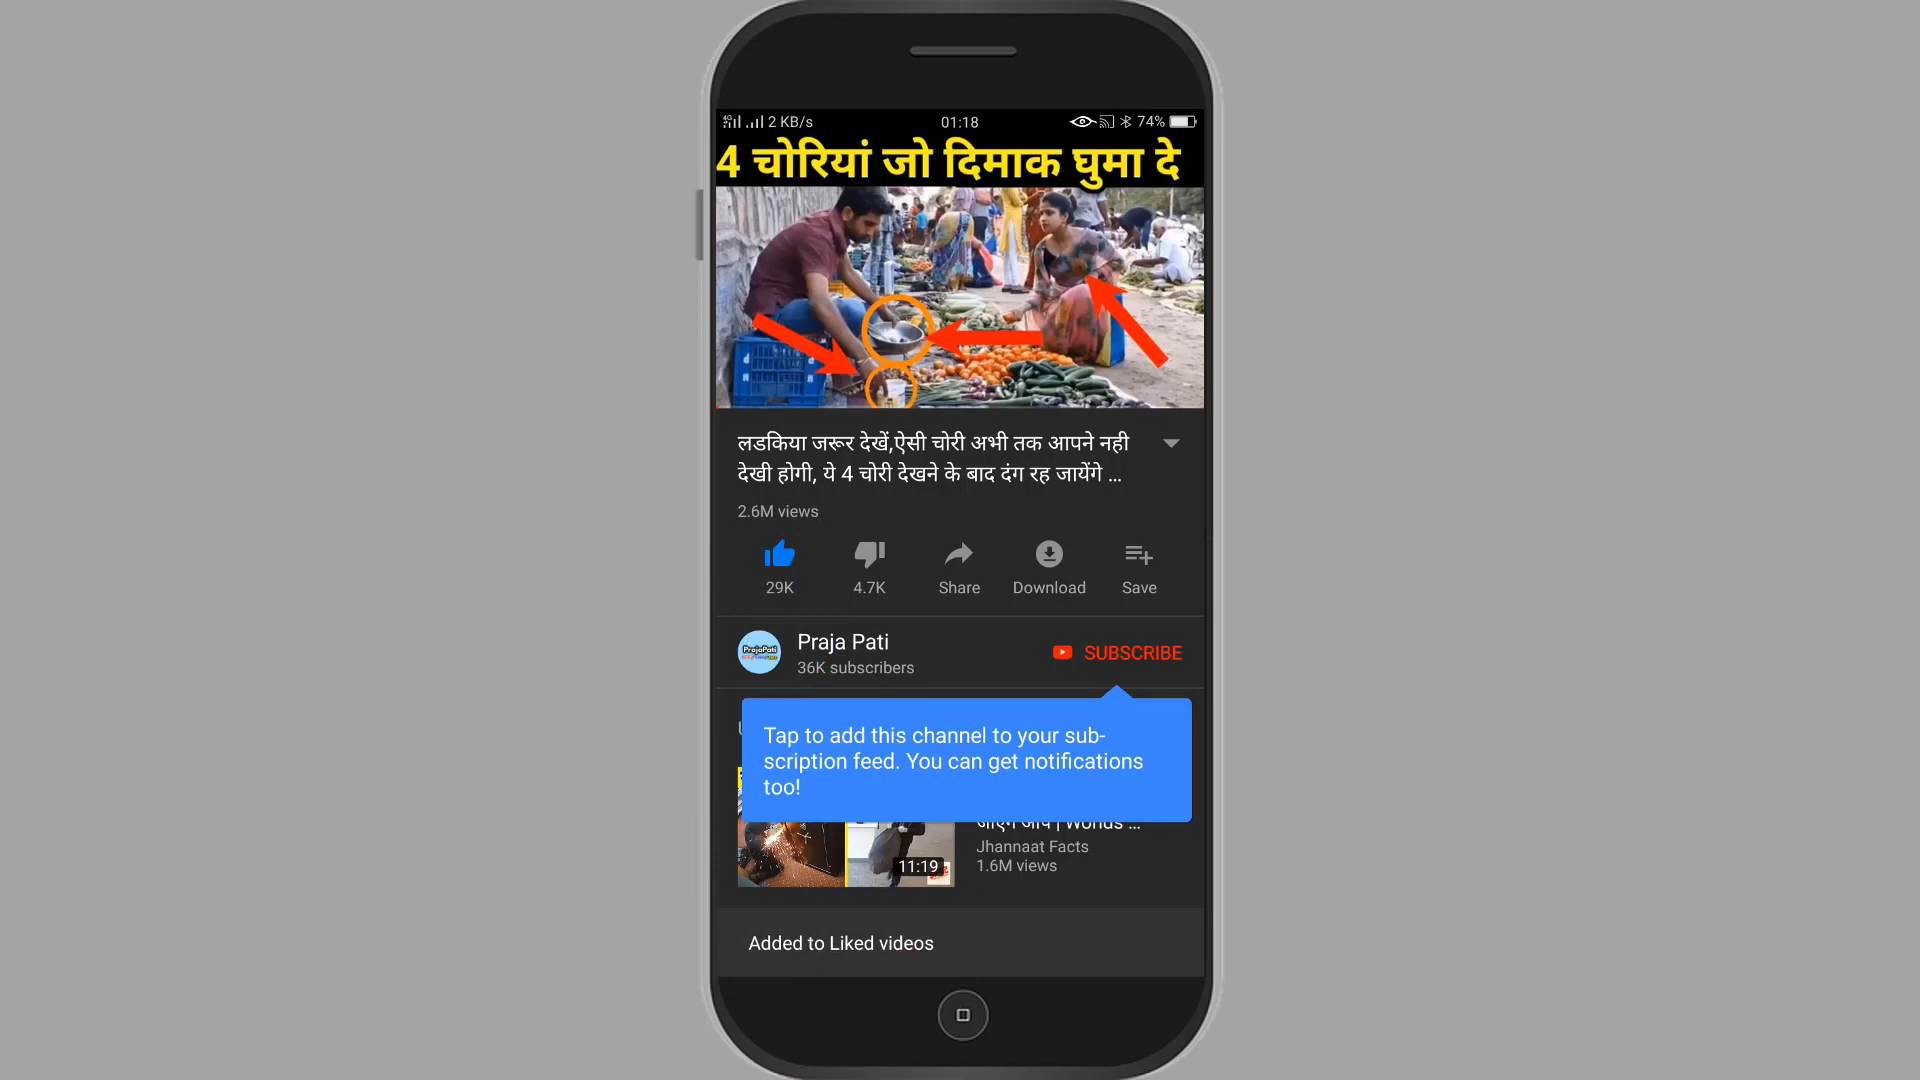 2 KB/s
01:18
74%
4 चोरियां जो दिमाक घुमा दे
लडकिया जरूर देखें,ऐसी चोरी अभी तक आपने नही
देखी होगी, ये 4 चोरी देखने के बाद दंग रह जायेंगे ...
2.6M views
29K
4.7K
Share
Download
Save
PrajaPati
Praja Pati
36K subscribers
SUBSCRIBE
Tap to add this channel to your sub-
scription feed. You can get notifications
too!
| Worlds ...
Jhannaat Facts
1.6M views
11:19
Added to Liked videos